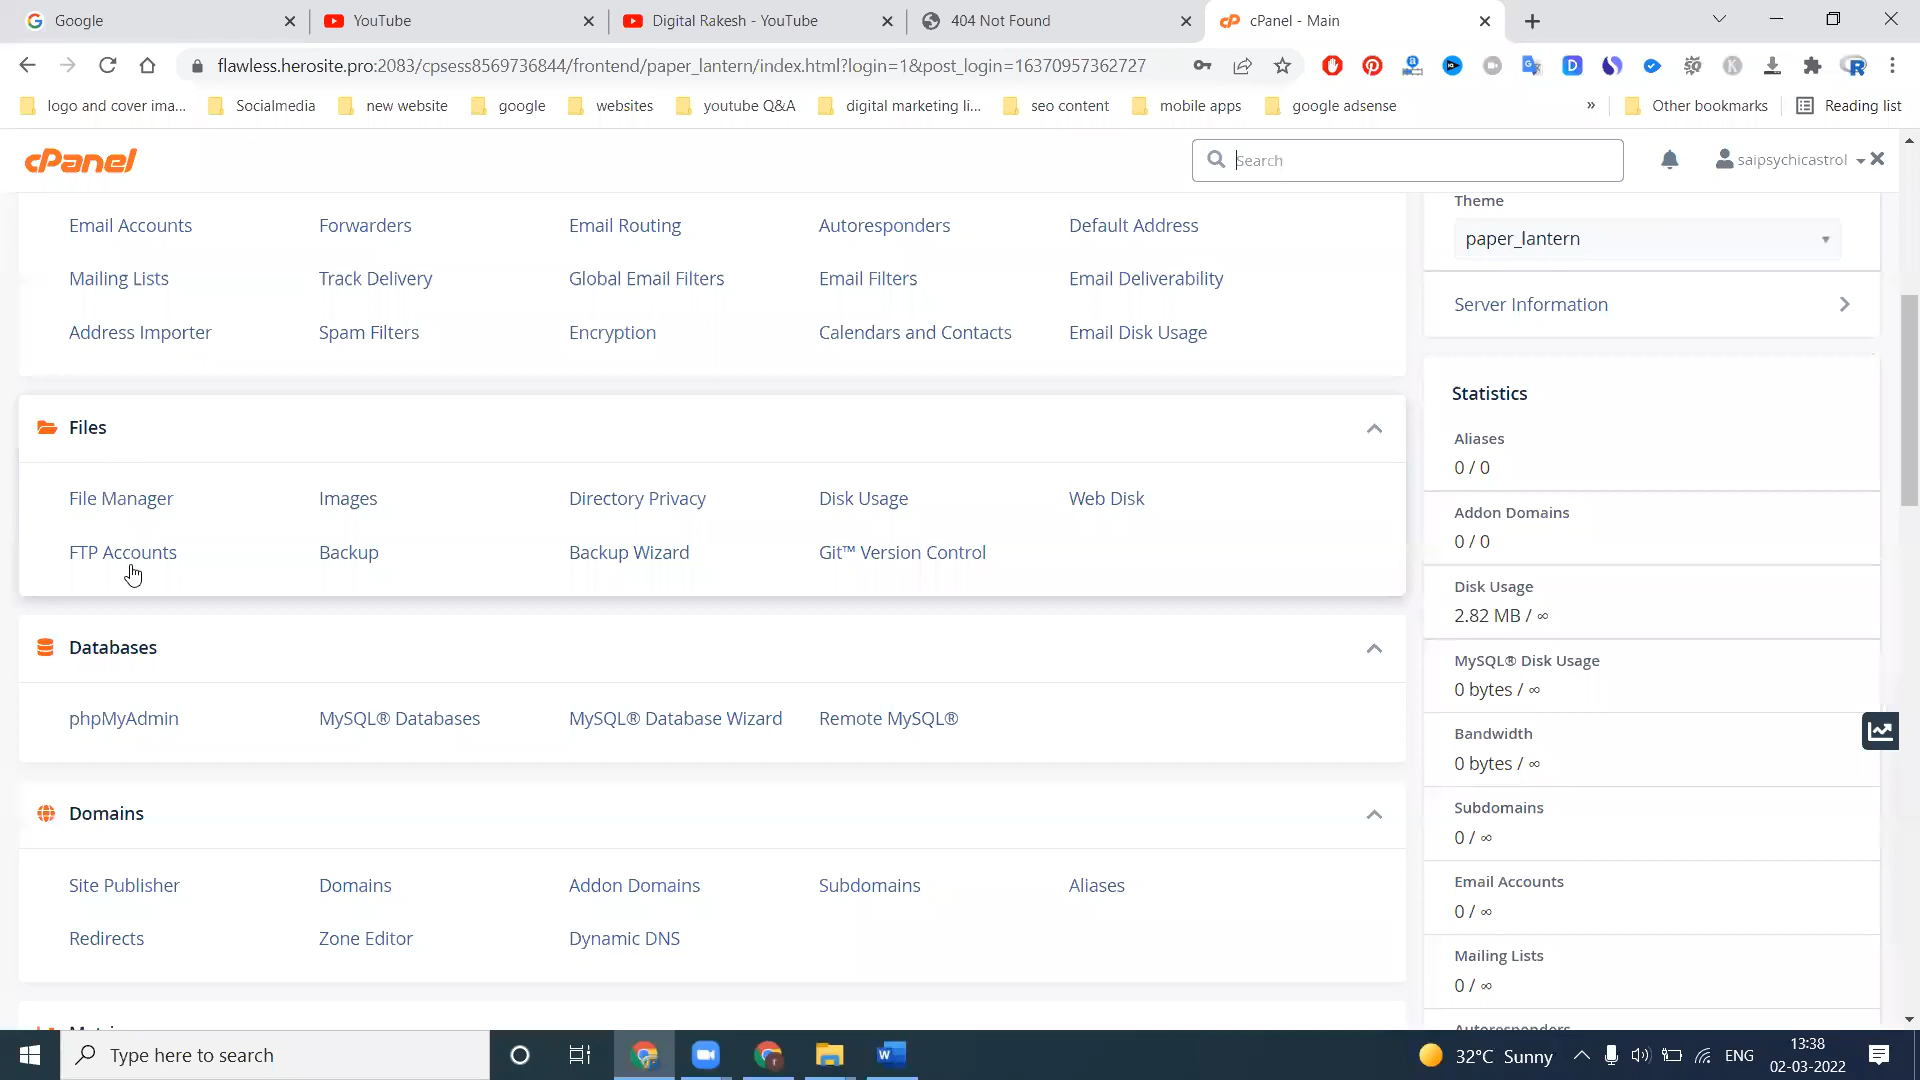 Google
YouTube
Digital Rakesh - YouTube
404 Not Found
cPanel - Main
flawless.herosite.pro:2083/cpsess8569736844/frontend/paper_lantern/index.html?login=1&post_login=16370957362727
logo and cover ima...
Socialmedia
new website
google
websites
youtube Q&A
digital marketing li...
seo content
mobile apps
google adsense
»
Other bookmarks
Reading list
cPanel
Search
saipsychicastrol
Email Accounts
Forwarders
Email Routing
Autoresponders
Default Address
Mailing Lists
Track Delivery
Global Email Filters
Email Filters
Email Deliverability
Address Importer
Spam Filters
Encryption
Calendars and Contacts
Email Disk Usage
Files
File Manager
Images
Directory Privacy
Disk Usage
Web Disk
FTP Accounts
Backup
Backup Wizard
Git™ Version Control
Databases
phpMyAdmin
MySQL® Databases
MySQL® Database Wizard
Remote MySQL®
Domains
Site Publisher
Domains
Addon Domains
Subdomains
Aliases
Redirects
Zone Editor
Dynamic DNS
Theme
paper_lantern
Server Information
Statistics
Aliases
0 / 0
Addon Domains
0 / 0
Disk Usage
2.82 MB / ∞
MySQL® Disk Usage
0 bytes / ∞
Bandwidth
0 bytes / ∞
Subdomains
0 / ∞
Email Accounts
0 / ∞
Mailing Lists
0 / ∞
Autoresponders
Type here to search
32°C Sunny
ENG
13:38
02-03-2022